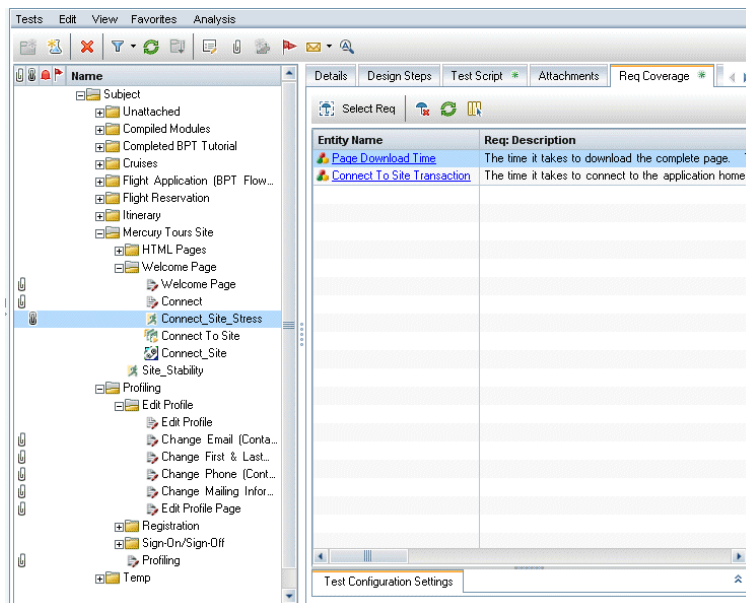 Tests Edit View Favorites Analysis
Name
Subject
Unattached
Compiled Modules
Completed BPT Tutorial
Cruises
Flight Application (BPT Flow...
Flight Reservation
Itinerary
Mercury Tours Site
HTML Pages
Welcome Page
Welcome Page
Connect
Connect_Site_Stress
Connect To Site
Connect_Site
Site_Stability
Profiling
Edit Profile
Edit Profile
Change Email (Conta...
Change First & Last...
Change Phone (Cont...
Change Mailing Infor...
Edit Profile Page
Registration
Sign-On/Sign-Off
Profiling
Temp
Details Design Steps Test Script * Attachments Req Coverage *
Select Req
Entity Name Req: Description
Page Download Time The time it takes to download the complete page.
Connect To Site Transaction The time it takes to connect to the application home
Test Configuration Settings